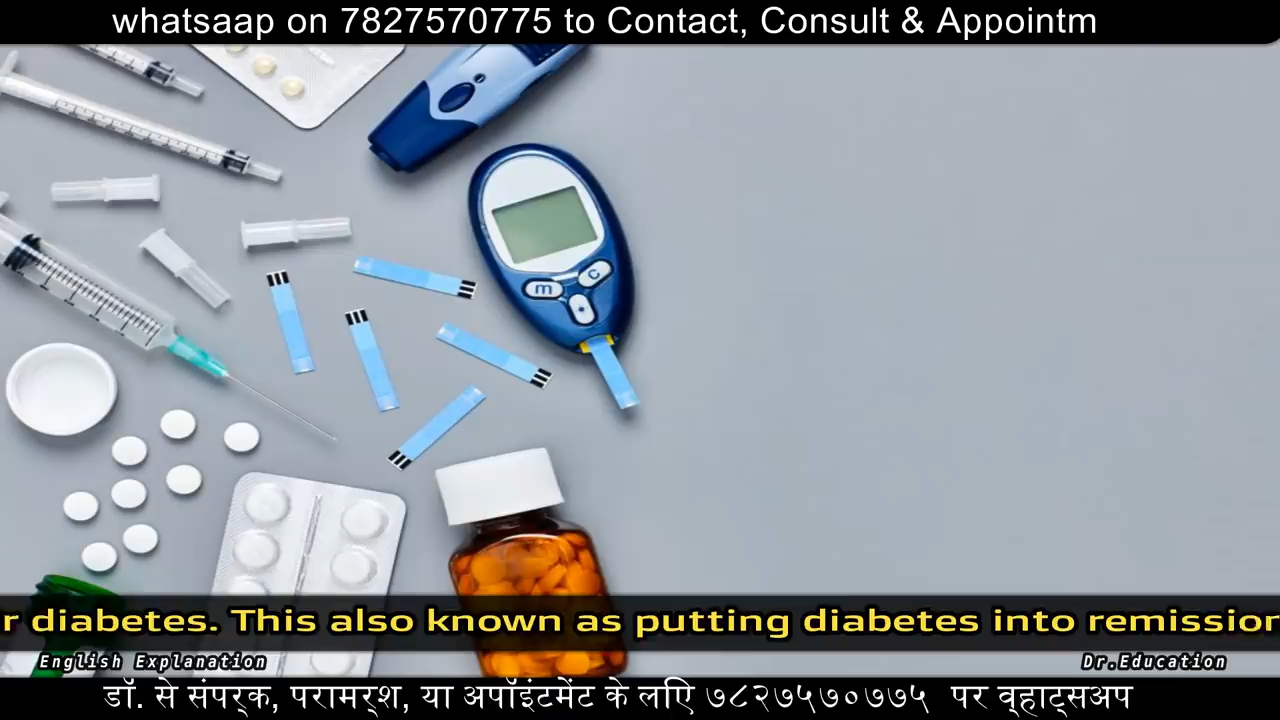 whatsaap on 7827570775 to Contact, Consult & Appointm
m c
r diabetes. This also known as putting diabetes into remission
English Explanation
Dr.Education
डॉ. से संपर्क, परामर्श, या अपॉइंटमेंट के लिए ७८२७५७०७७५ पर व्हाट्सअप